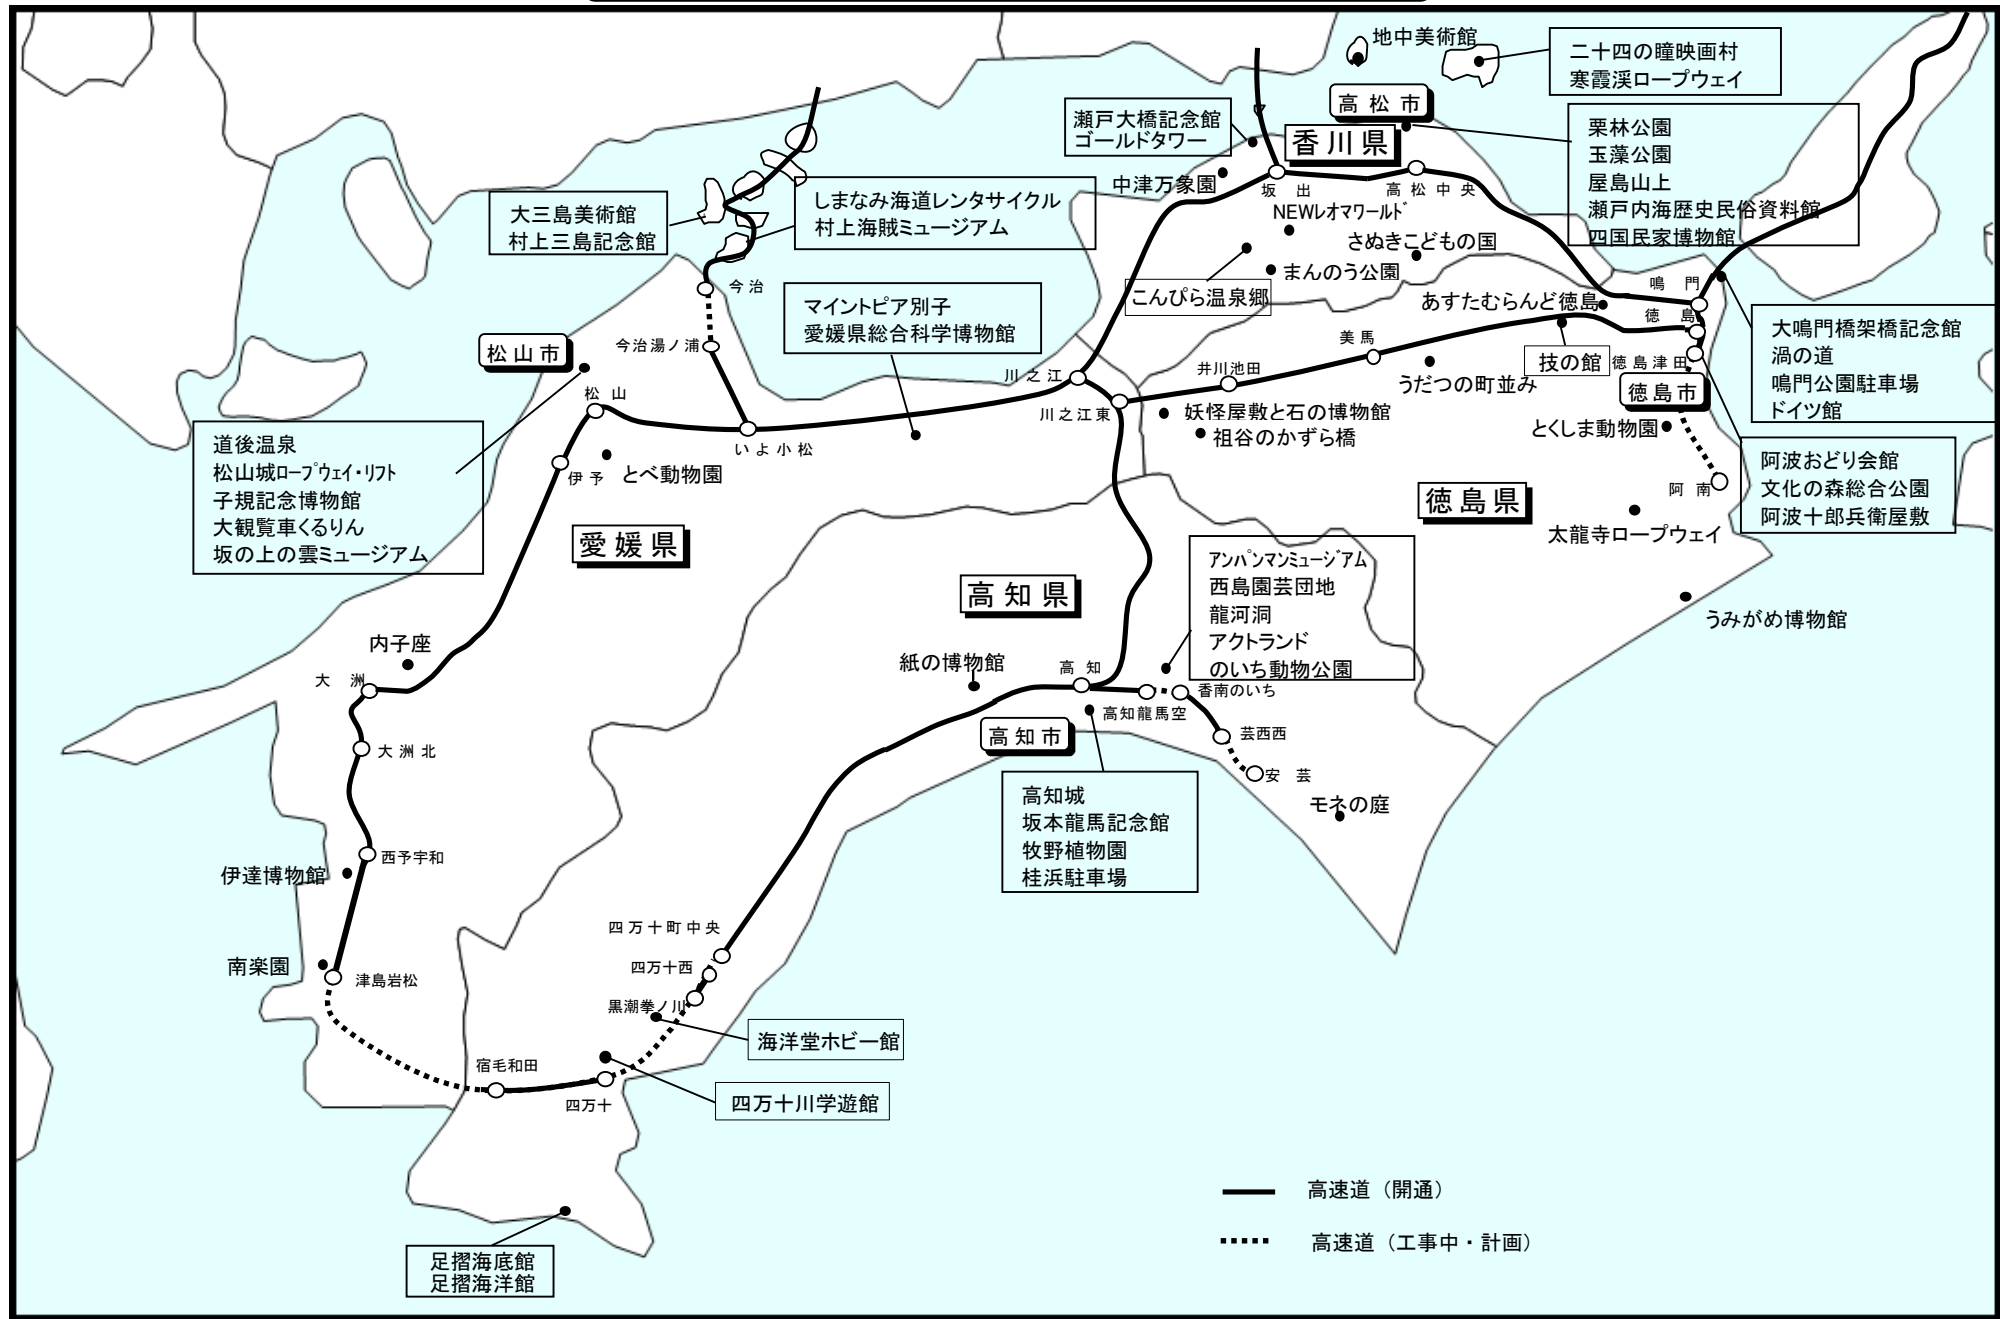 地中美術館
二十四の瞳映画村
寒霞渓ロープウェイ
高松市
瀬戸大橋記念館
ゴールドタワー
香川県
栗林公園
玉藻公園
屋島山上
瀬戸内海歴史民俗資料館
四国民家博物館
中津万象園
坂出
高松中央
NEWレオマワールド
さぬきこどもの国
まんのう公園
こんぴら温泉郷
大三島美術館
村上三島記念館
しまなみ海道レンタサイクル
村上海賊ミュージアム
今治
マイントピア別子
愛媛県総合科学博物館
今治湯ノ浦
松山市
松山
川之江
川之江東
井川池田
美馬
あすたむらんど徳島
鳴門
徳島
徳島津田
技の館
うだつの町並み
徳島市
大鳴門橋架橋記念館
渦の道
鳴門公園駐車場
ドイツ館
妖怪屋敷と石の博物館
祖谷のかずら橋
とくしま動物園
いよ小松
伊予
とべ動物園
道後温泉
松山城ロープウェイ・リフト
子規記念博物館
大観覧車くるりん
坂の上の雲ミュージアム
阿波おどり会館
文化の森総合公園
阿波十郎兵衛屋敷
阿南
徳島県
太龍寺ロープウェイ
愛媛県
高知県
アンパンマンミュージアム
西島園芸団地
龍河洞
アクトランド
のいち動物公園
うみがめ博物館
内子座
大洲
紙の博物館
高知
香南のいち
高知龍馬空
高知市
芸西西
安芸
大洲北
モネの庭
高知城
坂本龍馬記念館
牧野植物園
桂浜駐車場
西予宇和
伊達博物館
四万十町中央
四万十西
南楽園
津島岩松
黒潮拳ノ川
海洋堂ホビー館
宿毛和田
四万十
四万十川学遊館
足摺海底館
足摺海洋館
高速道（開通）
高速道（工事中・計画）